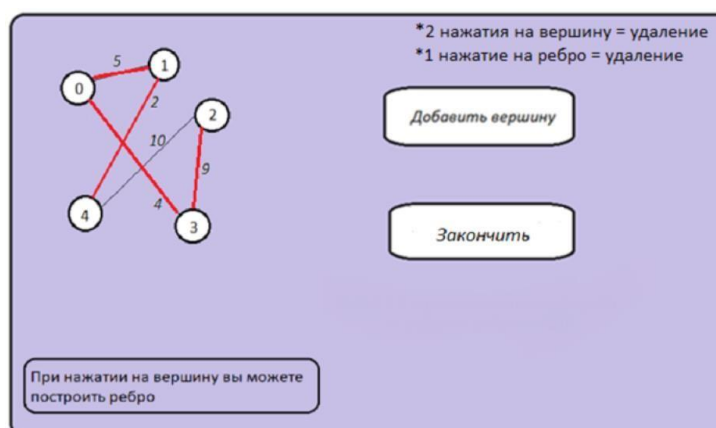 *2 нажатия на вершину = удаление
*1 нажатие на ребро = удаление
5
1
0
2
2
10
9
4
4
3
Добавить вершину
Закончить
При нажатии на вершину вы можете
построить ребро